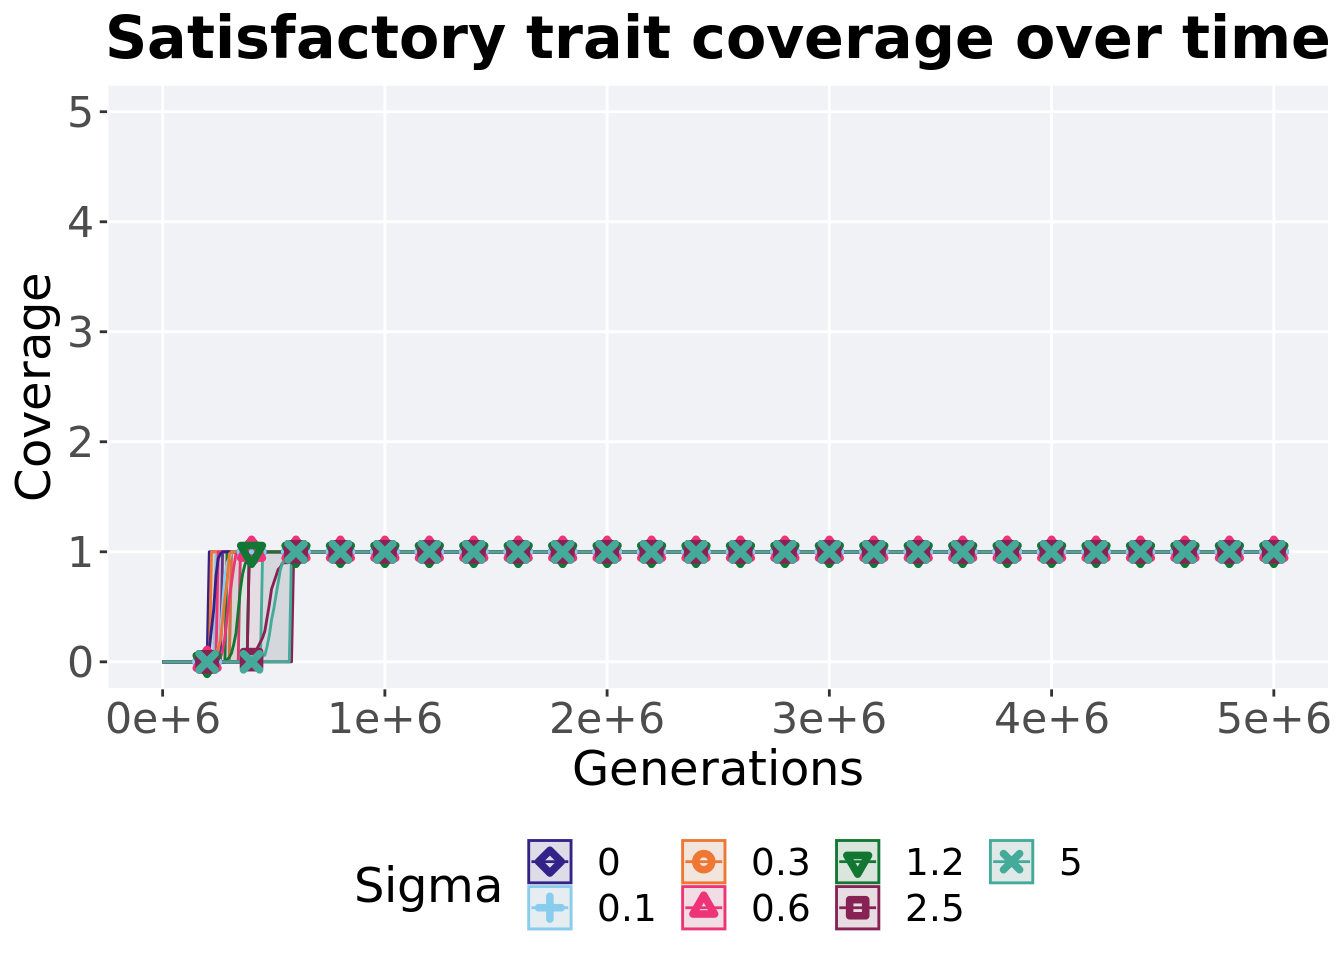 Satisfactory trait coverage over time
5
4
3
2
1
0
Coverage
0e+6 1e+6 2e+6 3e+6 4e+6 5e+6
Generations
Sigma
0 0.3 1.2 5
0.1 0.6 2.5